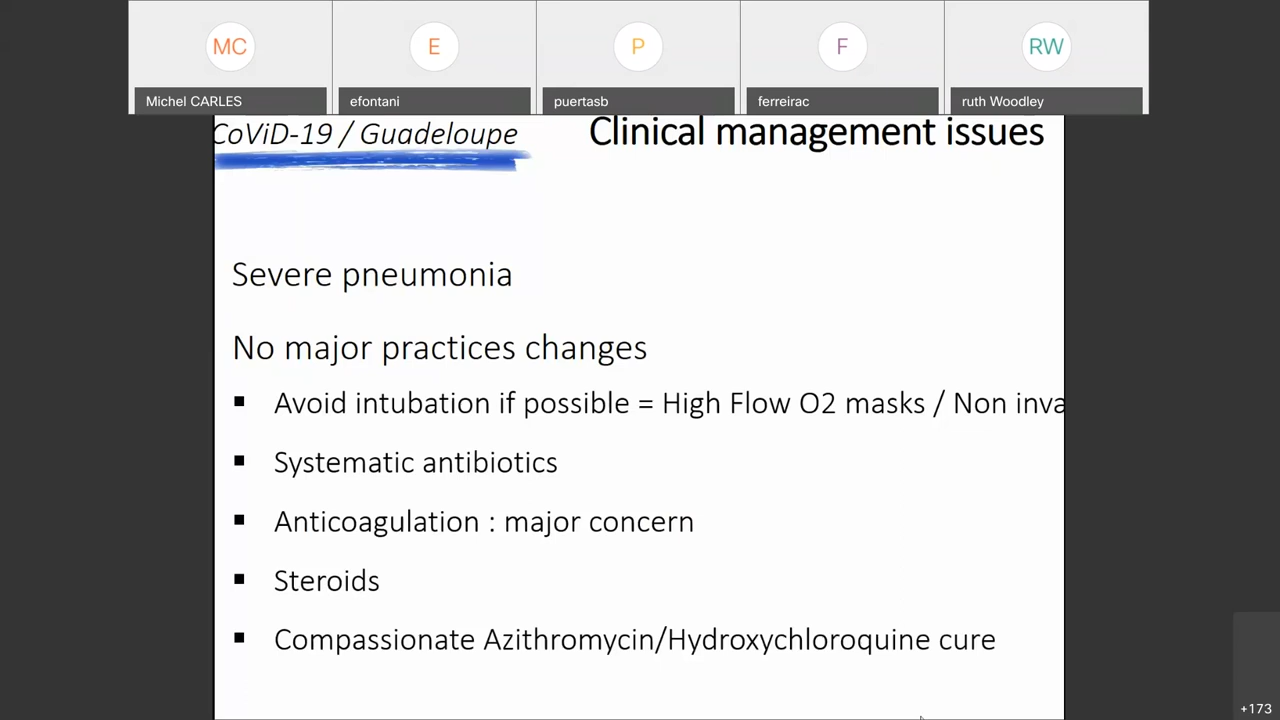 MC
E
P
F
RW
Michel CARLES
efontani
puertasb
ferreirac
ruth Woodley
CoViD-19 / Guadeloupe
Clinical management issues
Severe pneumonia
No major practices changes
▪ Avoid intubation if possible = High Flow O2 masks / Non inva
▪ Systematic antibiotics
▪ Anticoagulation : major concern
▪ Steroids
▪ Compassionate Azithromycin/Hydroxychloroquine cure
+173